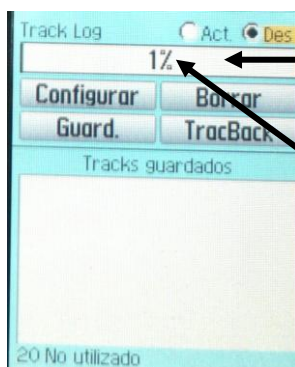 Track Log Act. Des
1%
Configurar Borrar
Guard. TracBack
Tracks guardados
20 No utilizado